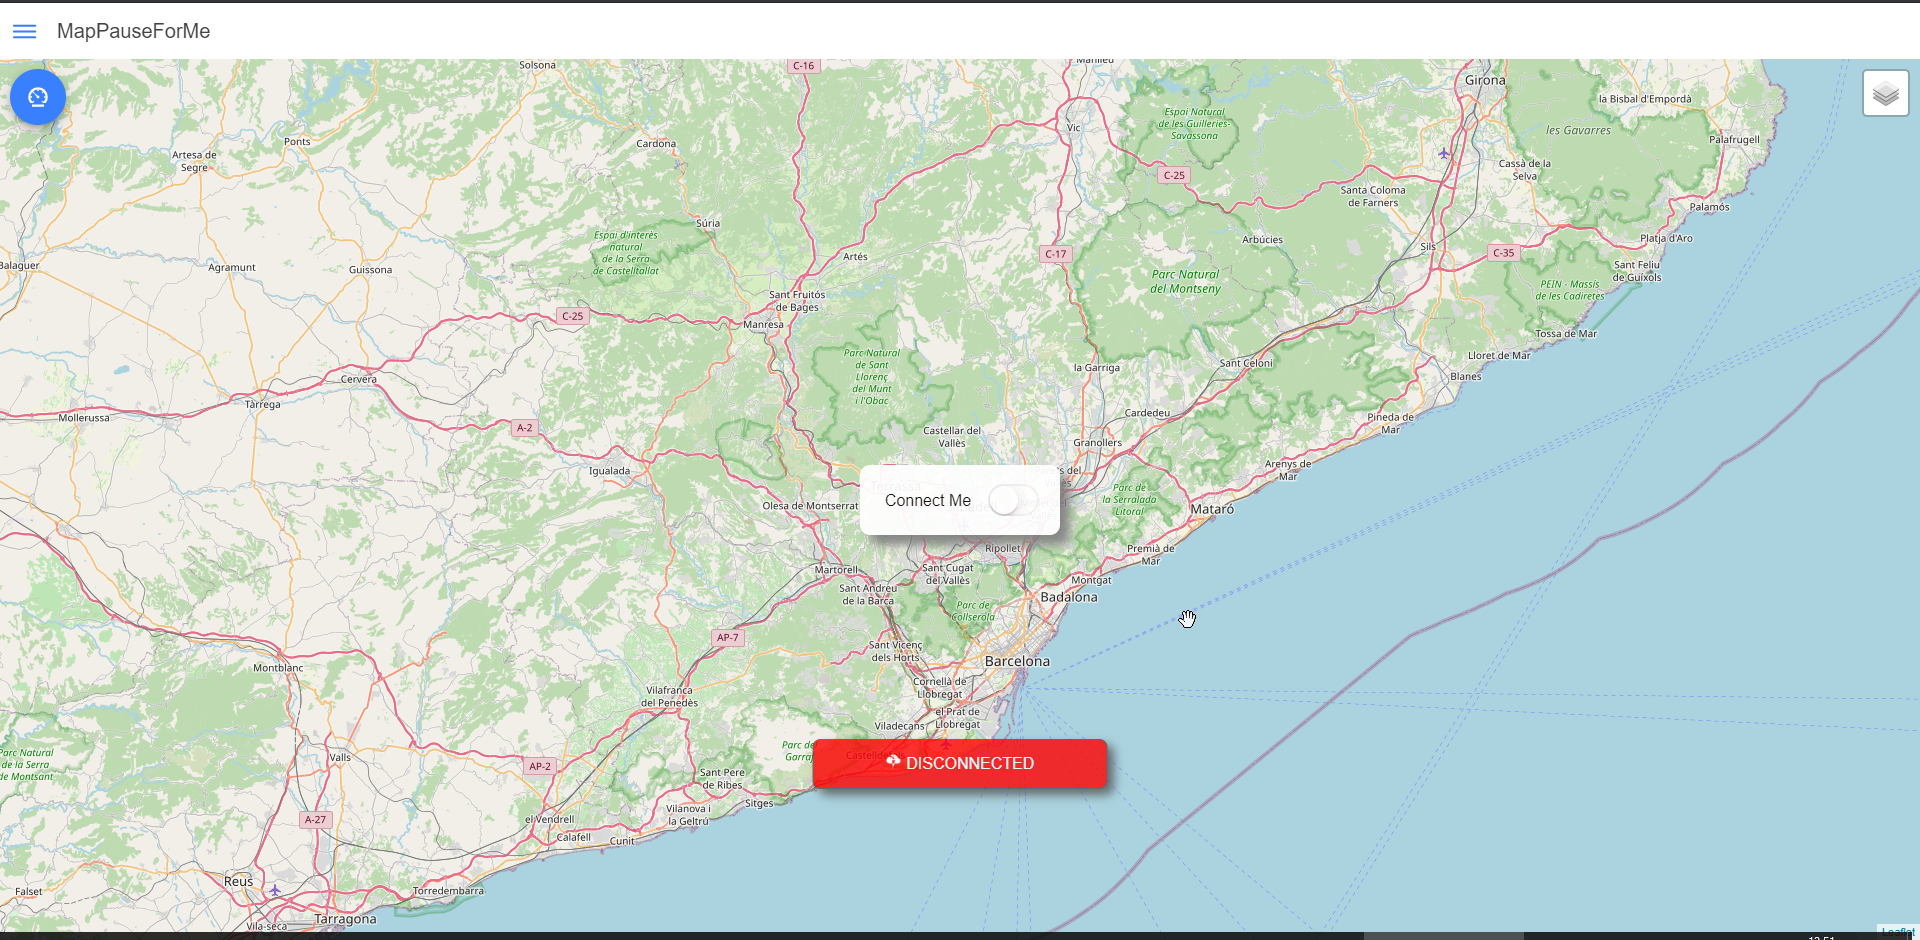 MapPauseForMe
Solsona
C-16
Manlleu
Girona
la Bisbal d'Empordà
Espai Natural
de les Guilleries-
Savassona
Vic
les Gavarres
Palafrugell
Ponts
Cardona
Artesa de
Segre
Cassà de la
Selva
C-25
Santa Coloma
de Farners
Palamós
Súria
Espai d'interès
natural
de la Serra
de Castelltallat
Arbúcies
Sils
Platja d'Aro
C-35
C-17
Artés
Balaguer
Agramunt
Guissona
Sant Feliu
de Guíxols
Parc Natural
del Montseny
PEIN - Massís
de les Cadiretes
Sant Fruitós
de Bages
C-25
Manresa
Tossa de Mar
Parc Natural
de Sant
Llorenç
del Munt
i l'Obac
la Garriga
Sant Celoni
Lloret de Mar
Blanes
Cervera
Tàrrega
Mollerussa
Cardedeu
Pineda de
Mar
A-2
Castellar del
Vallès
Granollers
Igualada
Arenys de
Mar
Terrassa
Connect Me
Olesa de Montserrat
Parc de
la Serralada
Litoral
Mataró
Ripollet
Premià de
Mar
Martorell
Sant Cugat
del Vallès
Montgat
Sant Andreu
de la Barca
Badalona
Parc de
Collserola
AP-7
Sant Vicenç
dels Horts
Barcelona
Montblanc
Cornellà de
Llobregat
Vilafranca
del Penedès
el Prat de
Llobregat
Viladecans
Parc Natural
de la Serra
de Montsant
Valls
AP-2
DISCONNECTED
Sant Pere
de Ribes
Sitges
Vilanova i
la Geltrú
A-27
el Vendrell
Calafell
Cunit
Reus
Falset
Torredembarra
Tarragona
Vila-seca
Leaflet